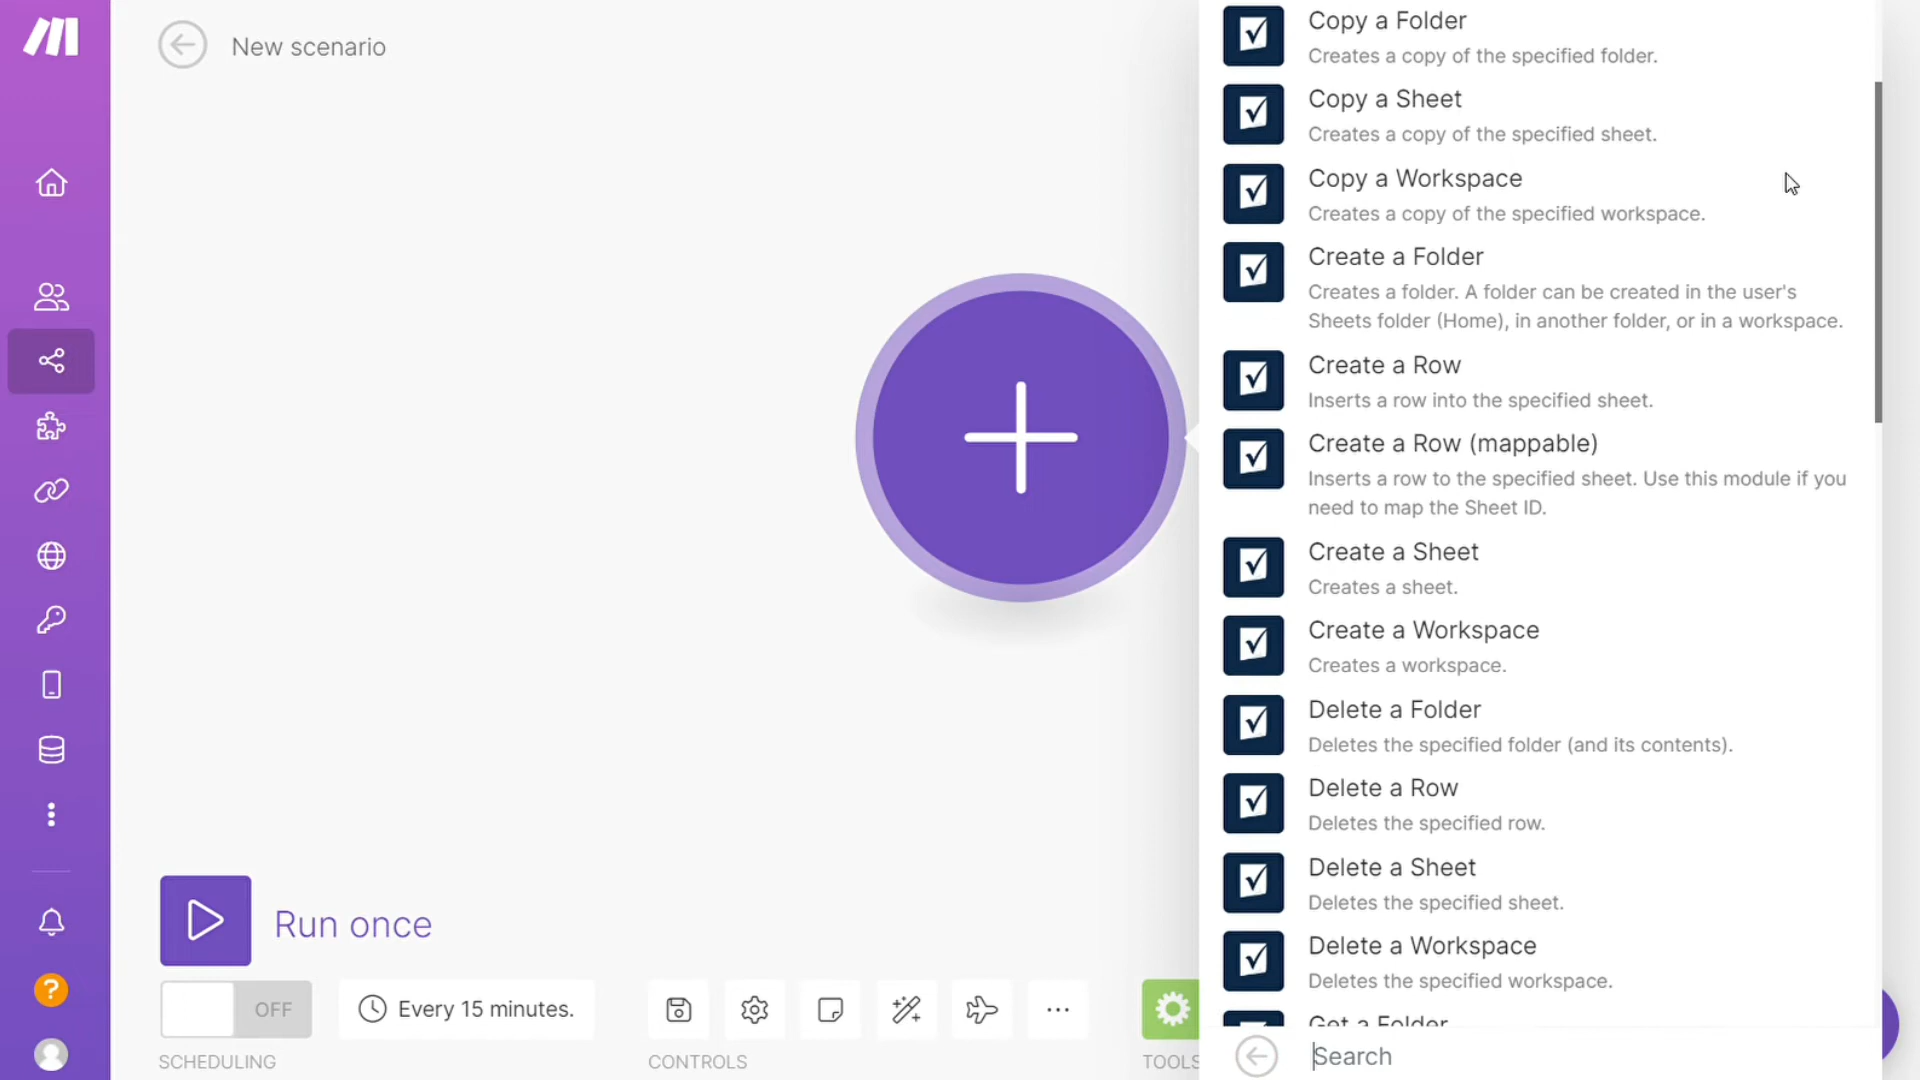 New scenario
Copy a Folder
Creates a copy of the specified folder.
Copy a Sheet
Creates a copy of the specified sheet.
Copy a Workspace
Creates a copy of the specified workspace.
Create a Folder
Creates a folder. A folder can be created in the user's
Sheets folder (Home), in another folder, or in a workspace.
Create a Row
Inserts a row into the specified sheet.
Create a Row (mappable)
Inserts a row to the specified sheet. Use this module if you
need to map the Sheet ID.
Create a Sheet
Creates a sheet.
Create a Workspace
Creates a workspace.
Delete a Folder
Deletes the specified folder (and its contents).
Delete a Row
Deletes the specified row.
Delete a Sheet
Deletes the specified sheet.
Delete a Workspace
Deletes the specified workspace.
Get a Folder
Search
Run once
OFF
Every 15 minutes.
SCHEDULING
CONTROLS
TOOLS
?